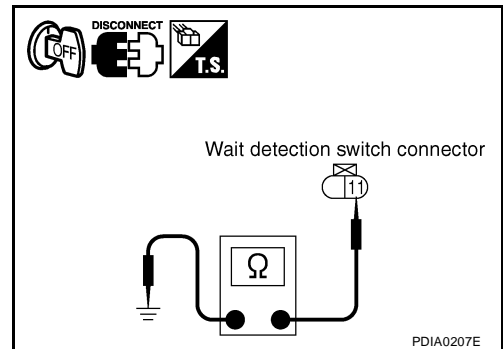 DISCONNECT
OFF
T.S.
Wait detection switch connector
11
Ω
PDIA0207E